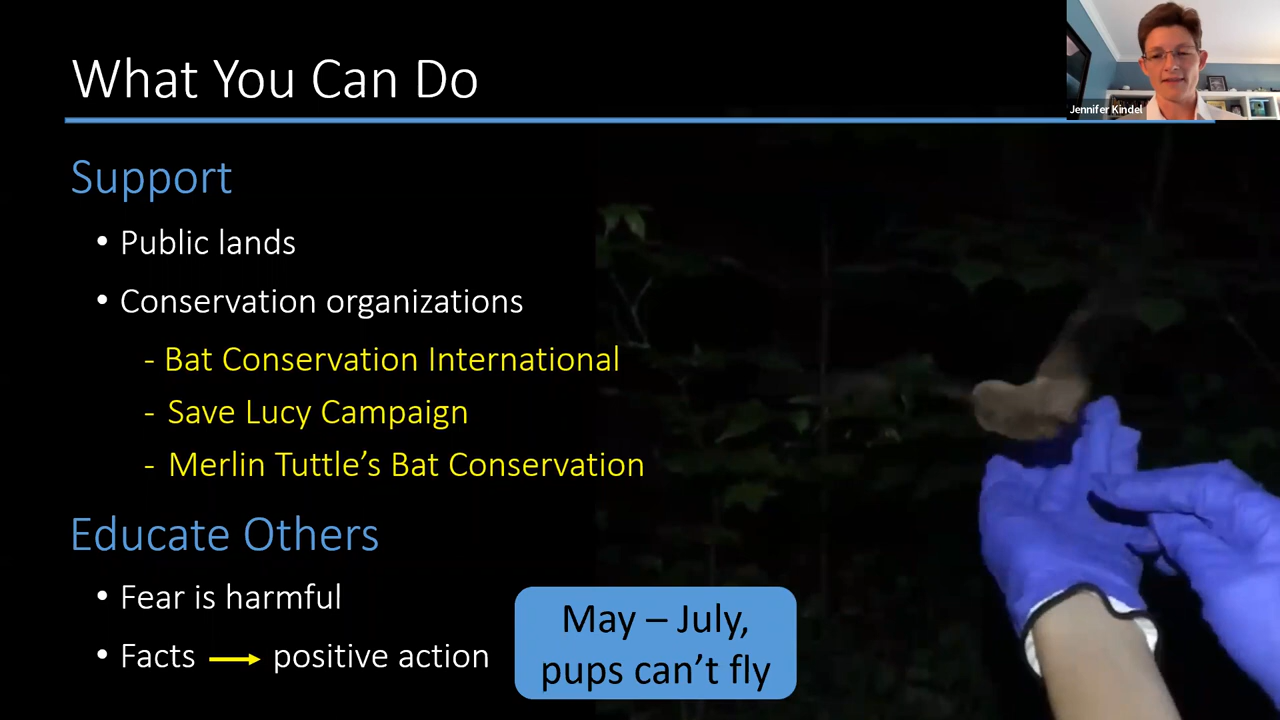 What You Can Do
Jennifer Kindel
Support
• Public lands
• Conservation organizations
- Bat Conservation International
- Save Lucy Campaign
- Merlin Tuttle’s Bat Conservation
Educate Others
• Fear is harmful
• Facts → positive action
May – July,
pups can’t fly